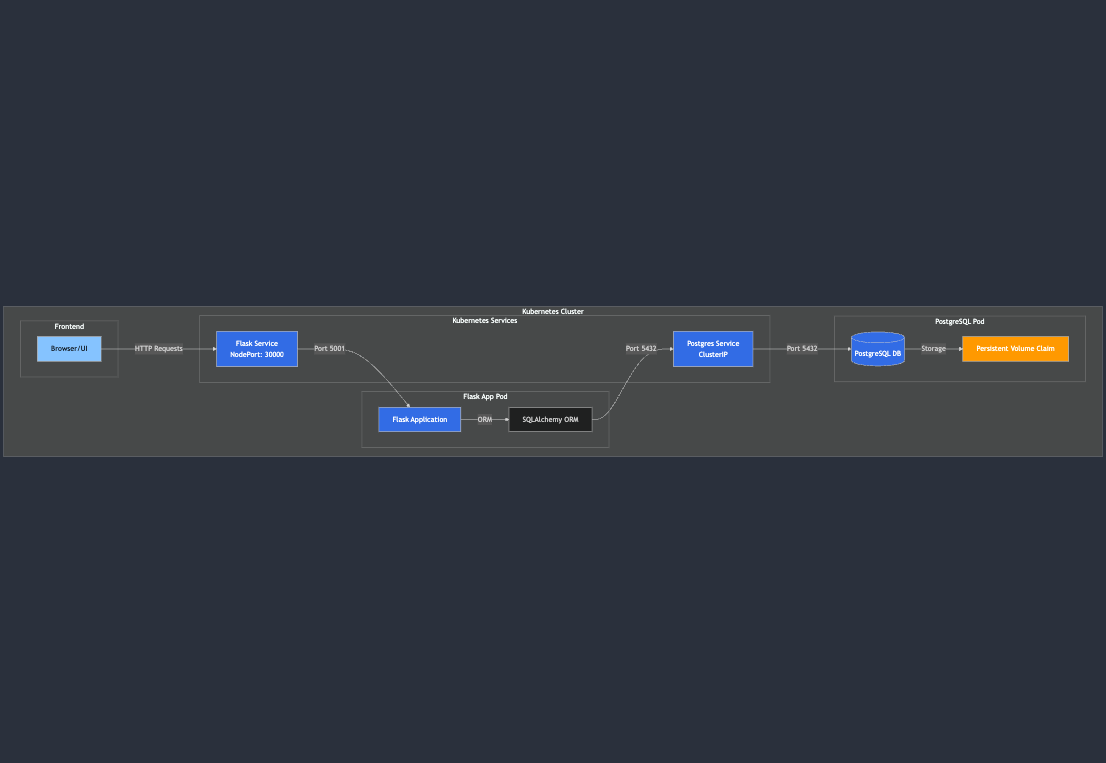 Kubernetes Cluster
Frontend
Browser/UI
HTTP Requests
Kubernetes Services
Flask Service
NodePort: 30000
Port 5001
Flask App Pod
Flask Application
ORM
SQLAlchemy ORM
Port 5432
Postgres Service
ClusterIP
Port 5432
PostgreSQL Pod
PostgreSQL DB
Storage
Persistent Volume Claim